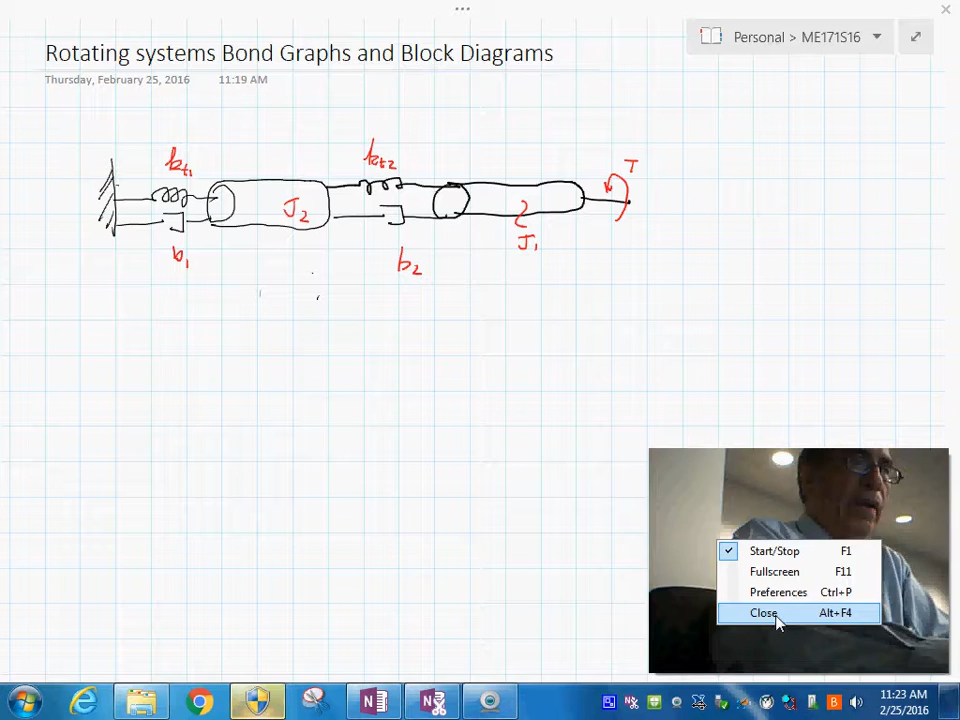 Personal > ME171S16
Rotating systems Bond Graphs and Block Diagrams
Thursday, February 25, 2016 11:19 AM
kt1
kt2
T
J2
J1
b1
b2
Start/Stop F1
Fullscreen F11
Preferences Ctrl+P
Close Alt+F4
11:23 AM
2/25/2016